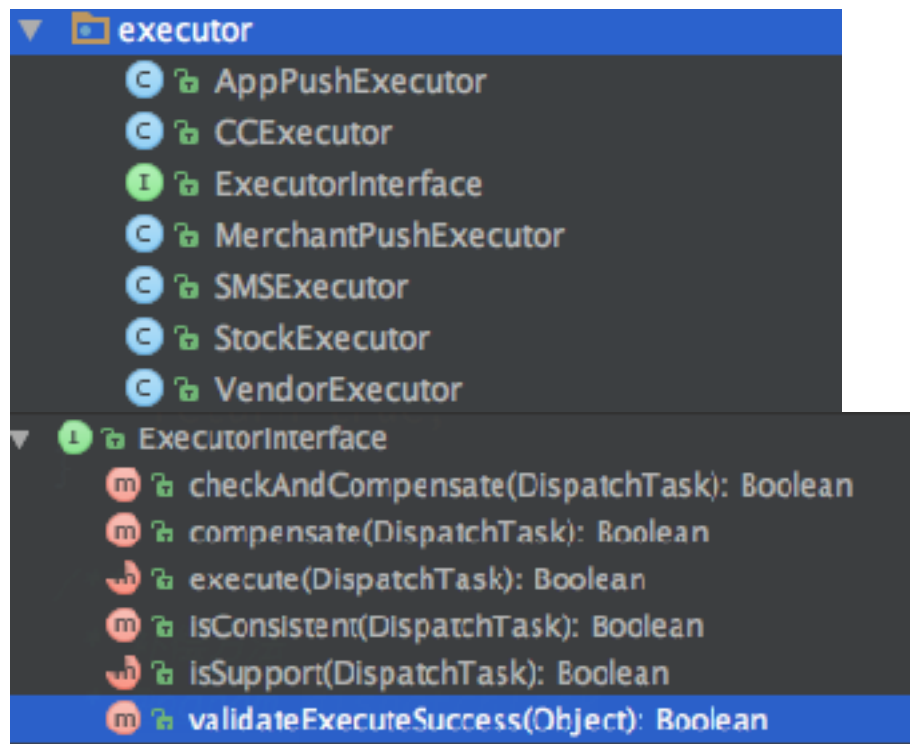 executor
AppPushExecutor
CCExecutor
ExecutorInterface
MerchantPushExecutor
SMSExecutor
StockExecutor
VendorExecutor
ExecutorInterface
checkAndCompensate(DispatchTask): Boolean
compensate(DispatchTask): Boolean
execute(DispatchTask): Boolean
isConsistent(DispatchTask): Boolean
isSupport(DispatchTask): Boolean
validateExecuteSuccess(Object): Boolean